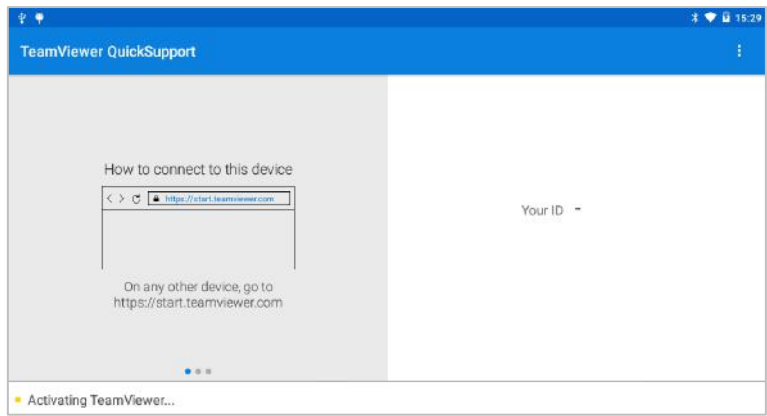 15:29
TeamViewer QuickSupport
How to connect to this device
https://start.teamviewer.com
On any other device, go to
https://start.teamviewer.com
Your ID -
Activating TeamViewer...